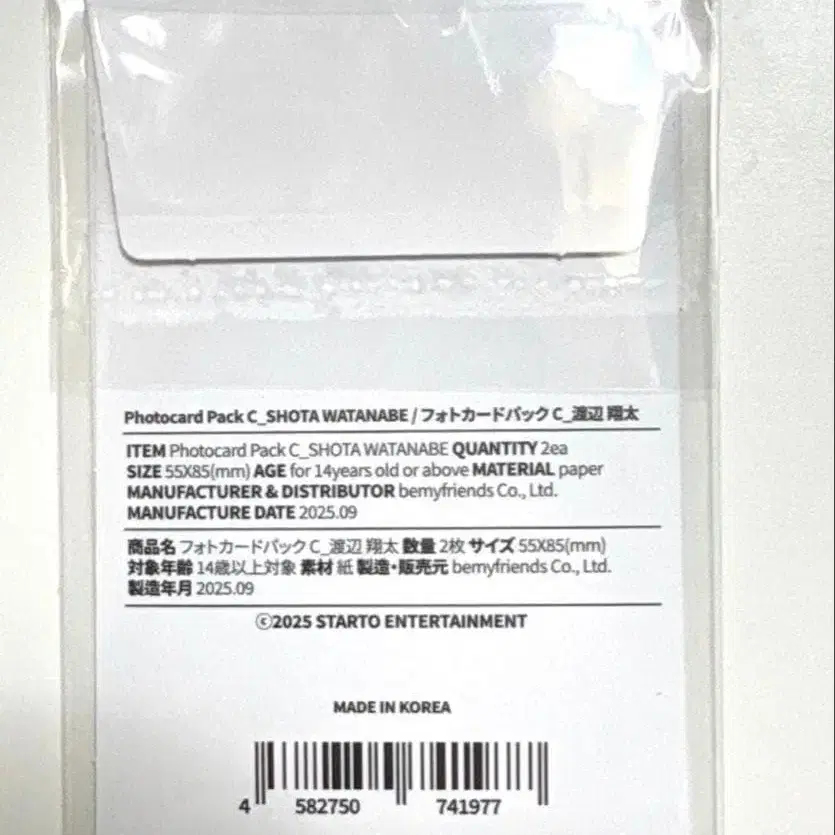 Photocard Pack C_SHOTA WATANABE / フォトカードパック C_渡辺 翔太
ITEM Photocard Pack C_SHOTA WATANABE QUANTITY 2ea
SIZE 55X85(mm) AGE for 14years old or above MATERIAL paper
MANUFACTURER & DISTRIBUTOR bemyfriends Co., Ltd.
MANUFACTURE DATE 2025.09
商品名 フォトカードパック C_渡辺 翔太 数量 2枚 サイズ 55X85(mm)
対象年齢 14歳以上対象 素材 紙 製造・販売元 bemyfriends Co., Ltd.
製造年月 2025.09
ⓒ2025 STARTO ENTERTAINMENT
MADE IN KOREA
4 582750 741977